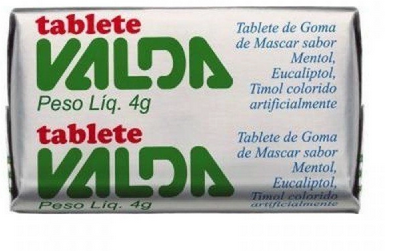 tablete
VALDA
Peso Líq. 4g
Tablete de Goma
de Mascar sabor
Mentol,
Eucaliptol,
Timol colorido
artificialmente
tablete
VALDA
Peso Líq. 4g
Tablete de Goma
de Mascar sabor
Mentol,
Eucaliptol,
Timol colorido
artificialmente